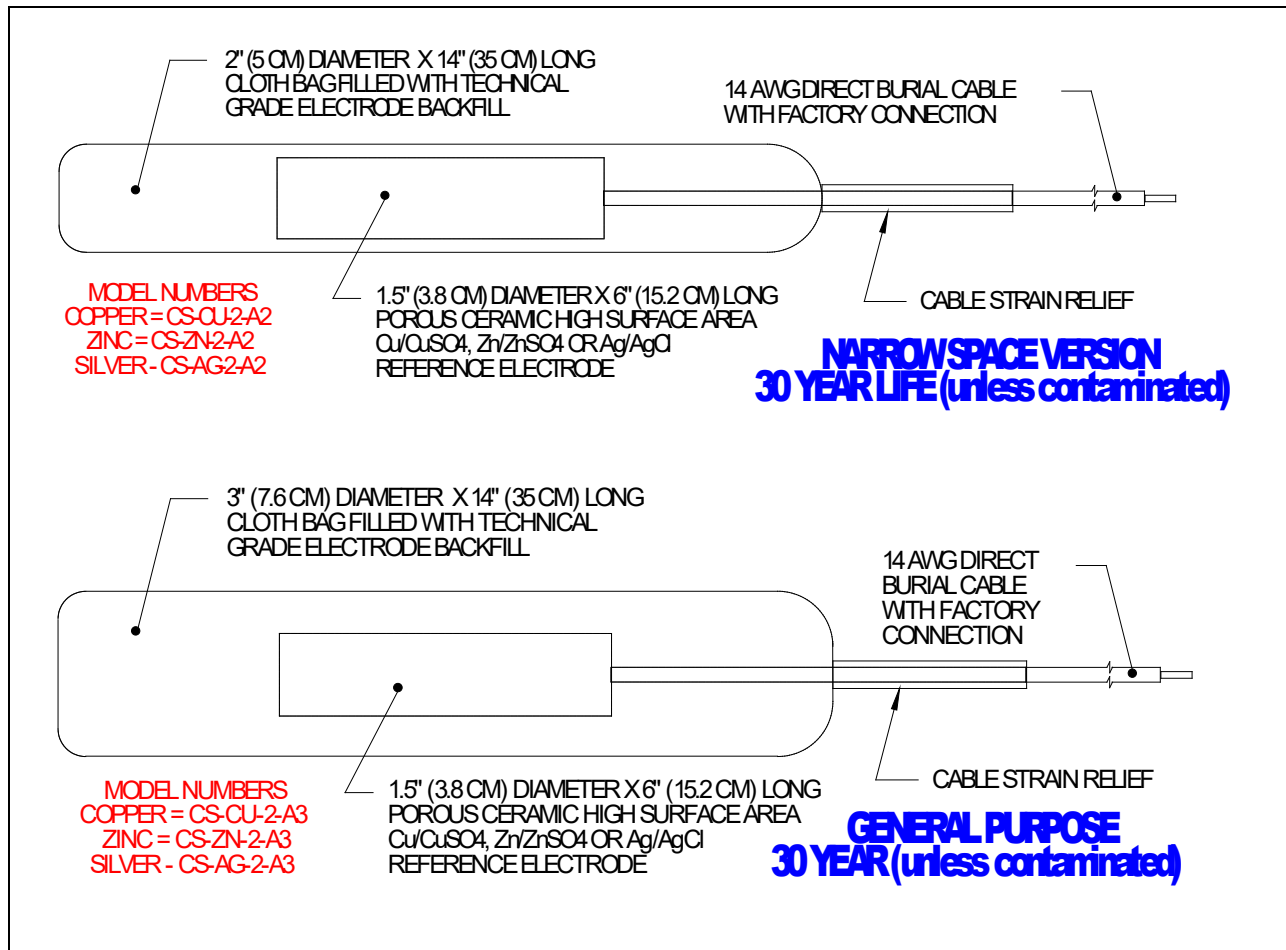 2" (5 CM) DIAMETER X 14" (35 CM) LONG
CLOTH BAG FILLED WITH TECHNICAL
GRADE ELECTRODE BACKFILL
14 AWG DIRECT BURIAL CABLE
WITH FACTORY CONNECTION
MODEL NUMBERS
COPPER = CS-CU-2-A2
ZINC = CS-ZN-2-A2
SILVER - CS-AG-2-A2
1.5" (3.8 CM) DIAMETER X 6" (15.2 CM) LONG
POROUS CERAMIC HIGH SURFACE AREA
Cu/CuSO4, Zn/ZnSO4 OR Ag/AgCl
REFERENCE ELECTRODE
CABLE STRAIN RELIEF
NARROW SPACE VERSION
30 YEAR LIFE (unless contaminated)
3" (7.6 CM) DIAMETER X 14" (35 CM) LONG
CLOTH BAG FILLED WITH TECHNICAL
GRADE ELECTRODE BACKFILL
14 AWG DIRECT
BURIAL CABLE
WITH FACTORY
CONNECTION
MODEL NUMBERS
COPPER = CS-CU-2-A3
ZINC = CS-ZN-2-A3
SILVER - CS-AG-2-A3
1.5" (3.8 CM) DIAMETER X 6" (15.2 CM) LONG
POROUS CERAMIC HIGH SURFACE AREA
Cu/CuSO4, Zn/ZnSO4 OR Ag/AgCl
REFERENCE ELECTRODE
CABLE STRAIN RELIEF
GENERAL PURPOSE
30 YEAR (unless contaminated)